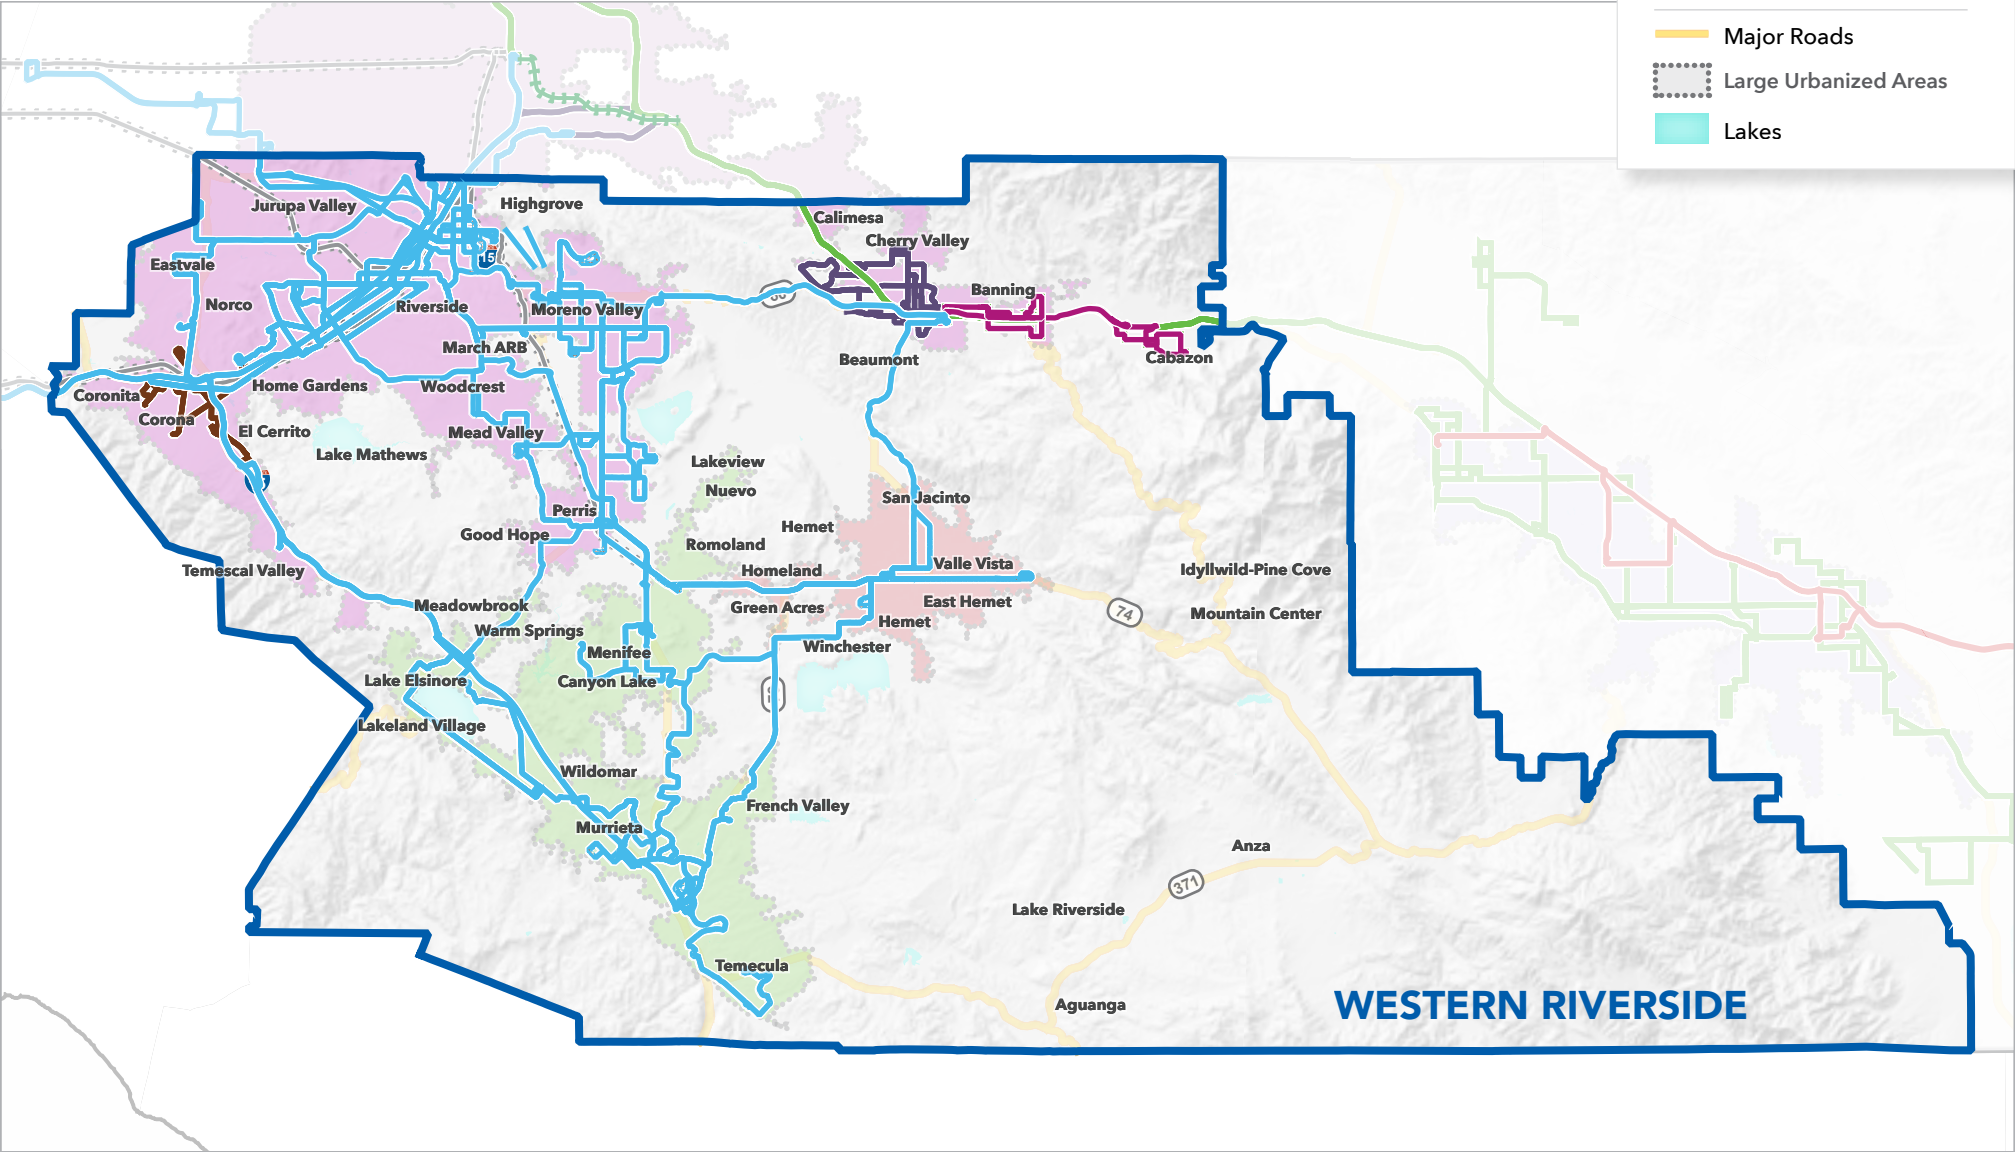 Major Roads
Large Urbanized Areas
Lakes
Highgrove
Jurupa Valley
Calimesa
Cherry Valley
15
Eastvale
Banning
Norco
Riverside
Moreno Valley
March ARB
Beaumont
Cabazon
Home Gardens
Woodcrest
Coronita
Corona
El Cerrito
Mead Valley
Lake Mathews
Lakeview
Nuevo
San Jacinto
Perris
Hemet
Good Hope
Romoland
Valle Vista
Temescal Valley
Homeland
Idyllwild-Pine Cove
Meadowbrook
Green Acres
East Hemet
74
Mountain Center
Hemet
Warm Springs
Winchester
Menifee
Lake Elsinore
Canyon Lake
Lakeland Village
Wildomar
French Valley
Murrieta
Anza
371
Lake Riverside
Temecula
Aguanga
WESTERN RIVERSIDE